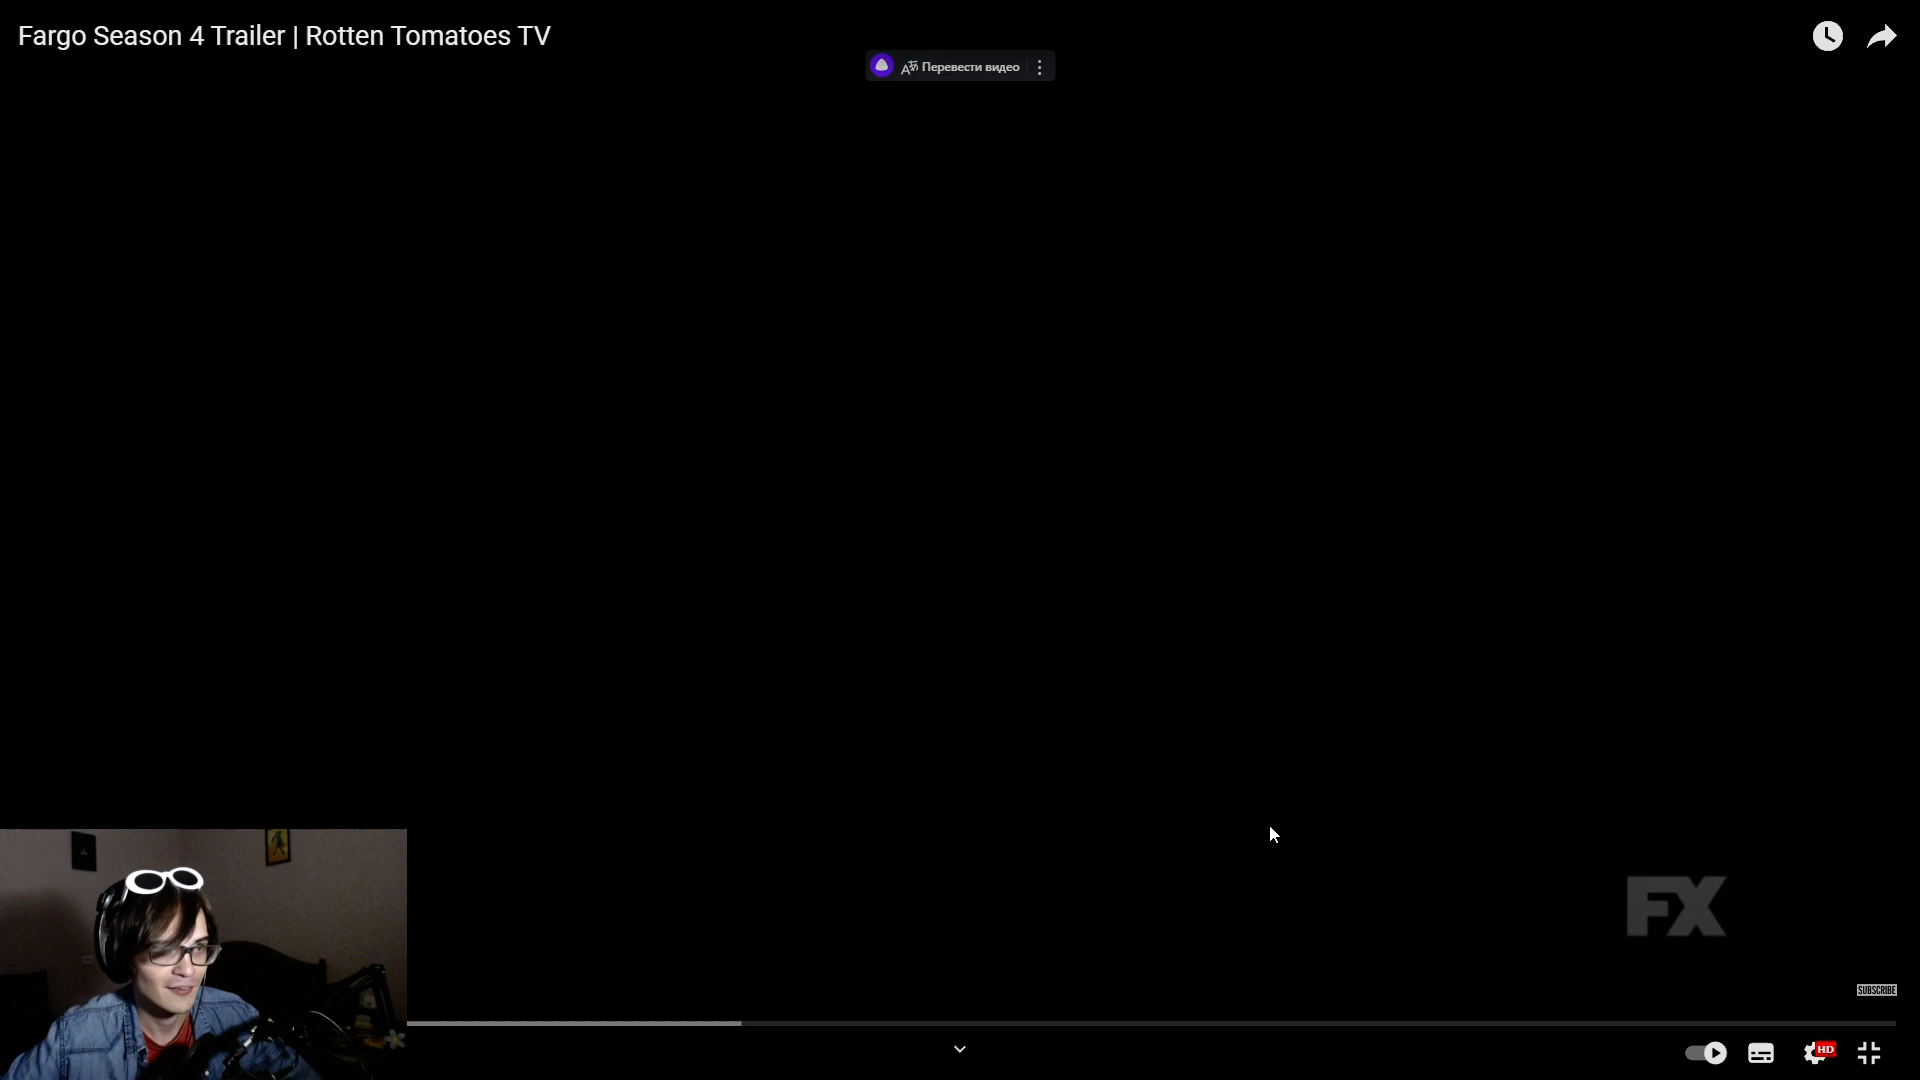 Fargo Season 4 Trailer | Rotten Tomatoes TV
Перевести видео
FX
SUBSCRIBE
HD